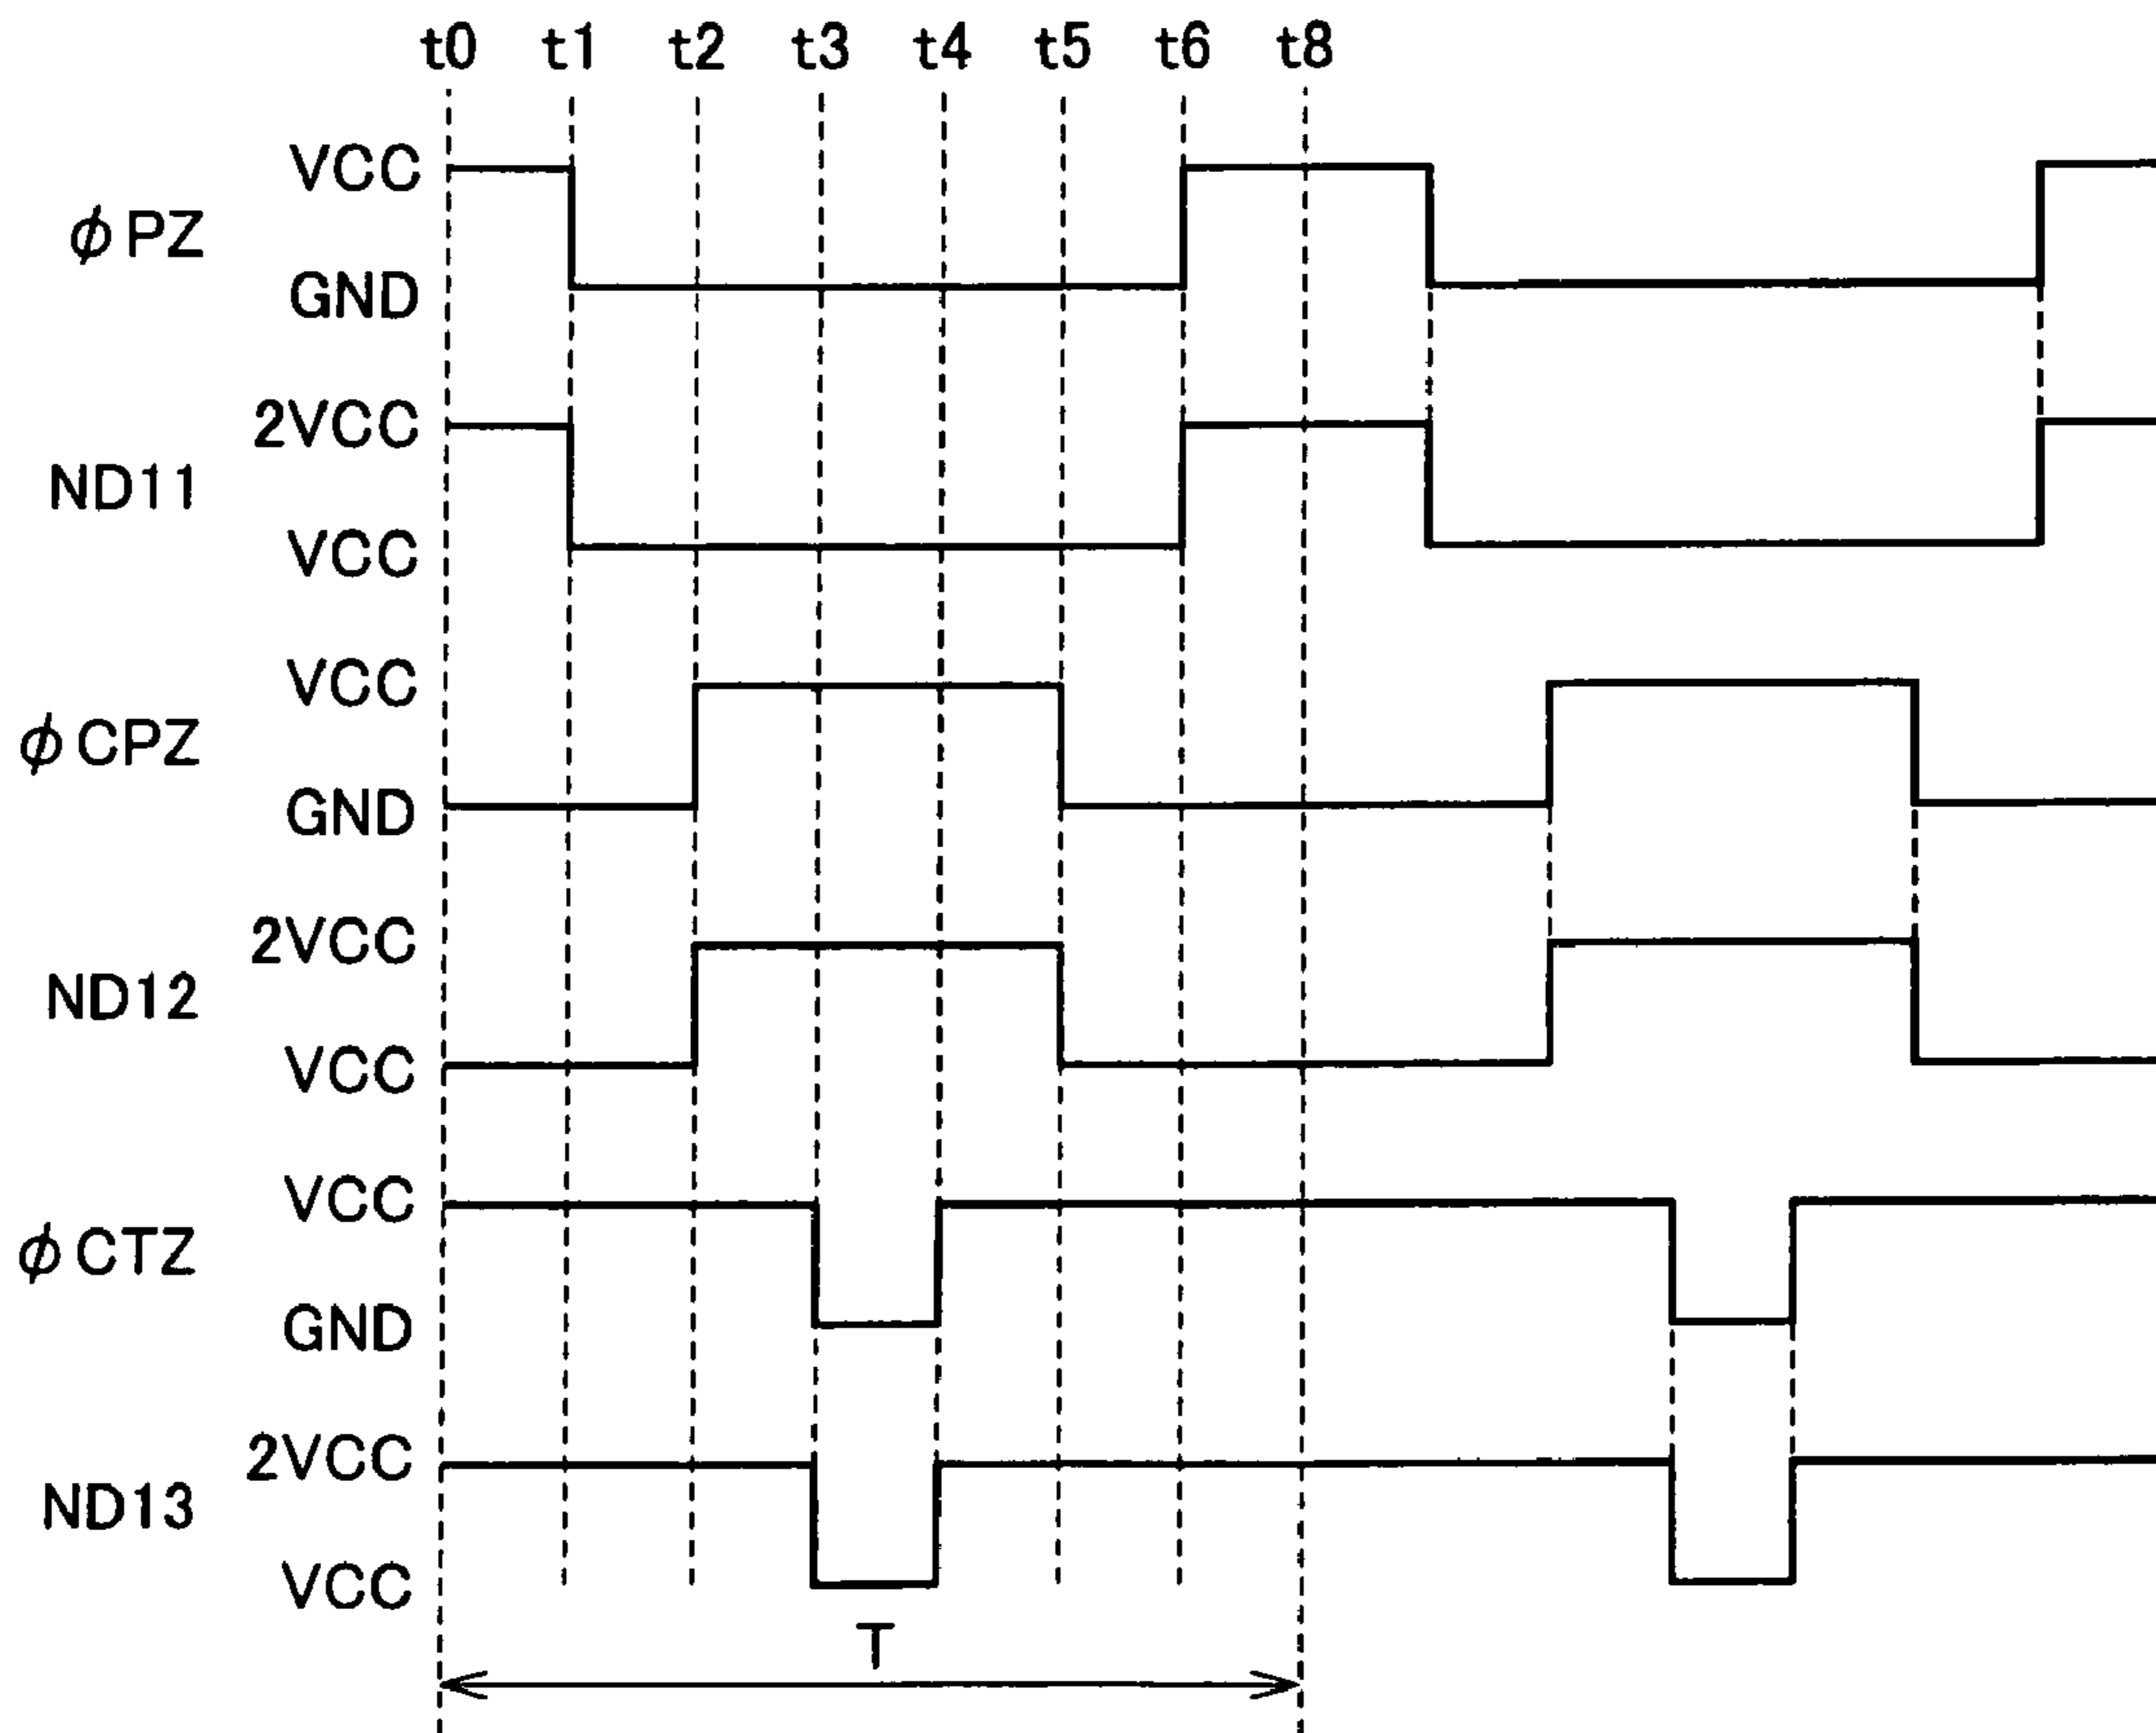 t0 t1 t2 t3 t4 t5 t6 t8
VCC
φPZ
GND
2VCC
ND11
VCC
VCC
φCPZ
GND
2VCC
ND12
VCC
VCC
φCTZ
GND
2VCC
ND13
VCC
T